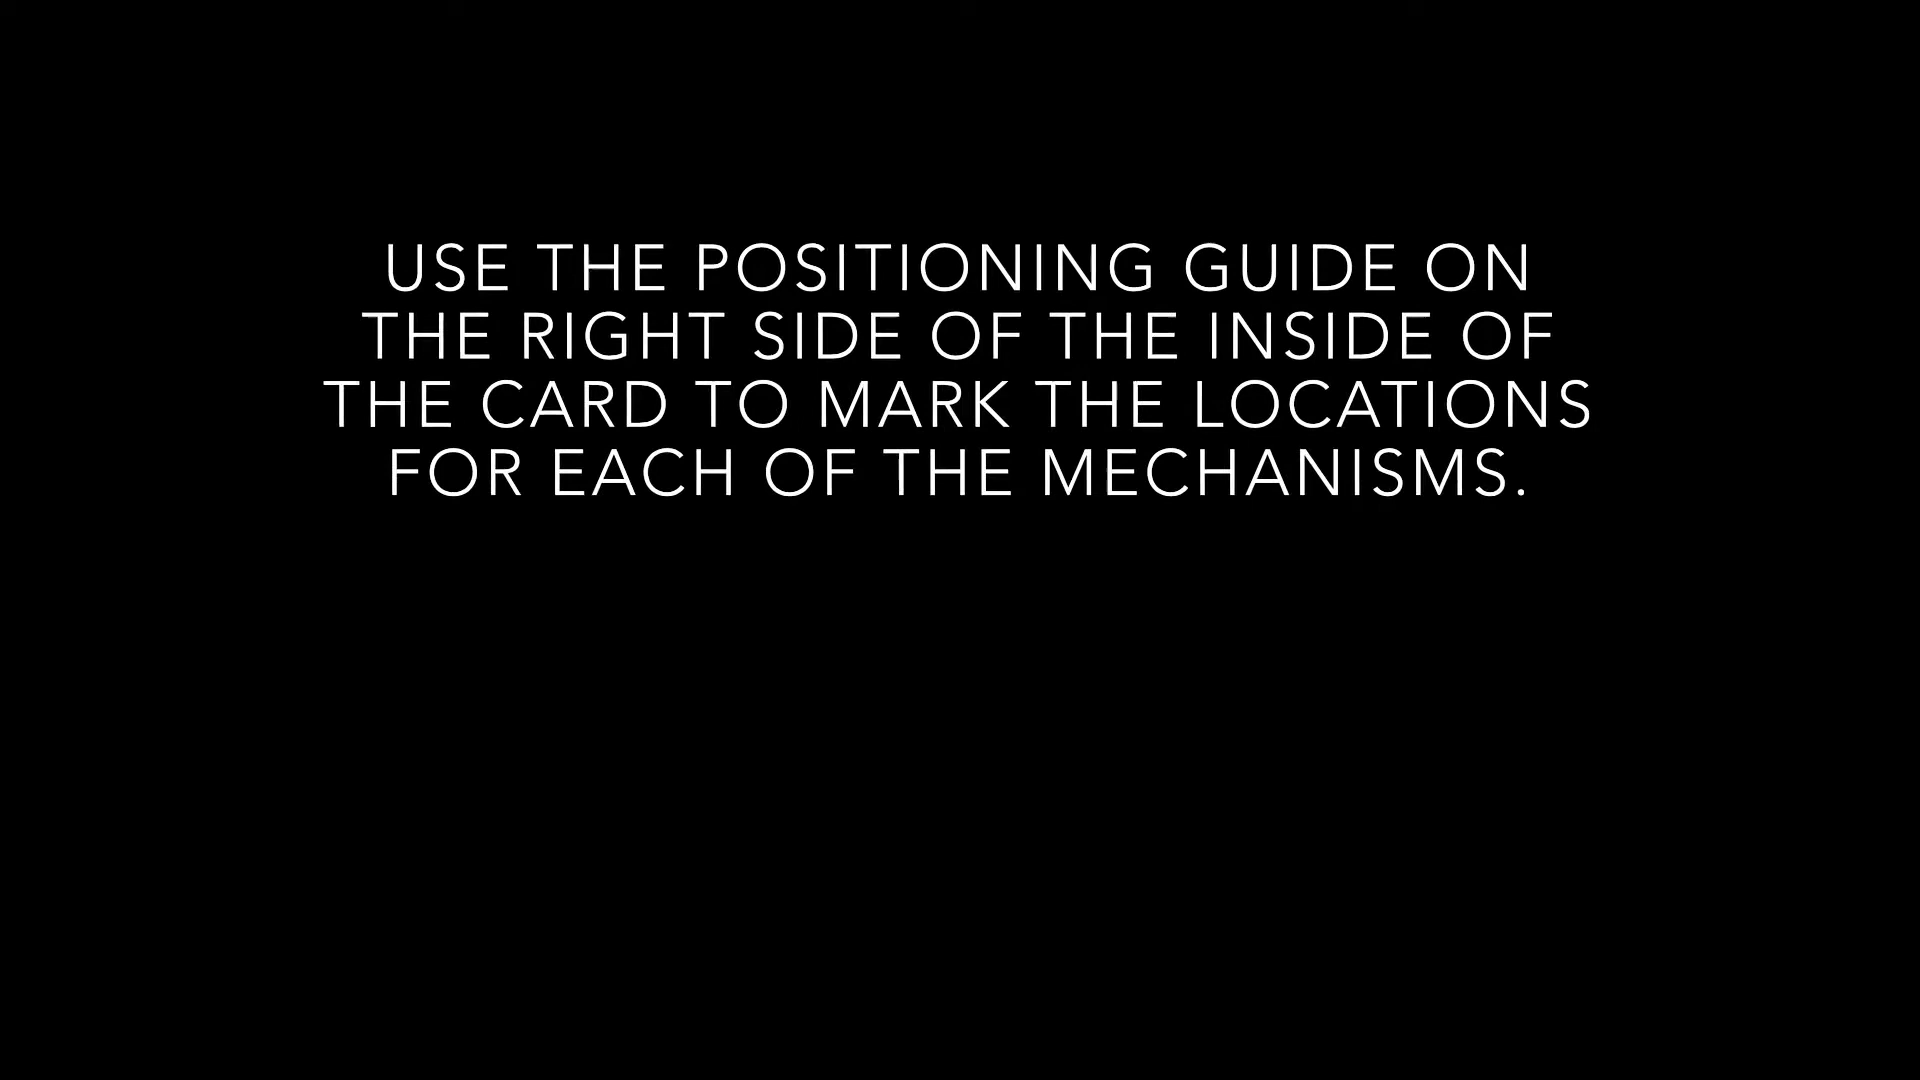 USE THE POSITIONING GUIDE ON
THE RIGHT SIDE OF THE INSIDE OF
THE CARD TO MARK THE LOCATIONS
FOR EACH OF THE MECHANISMS.